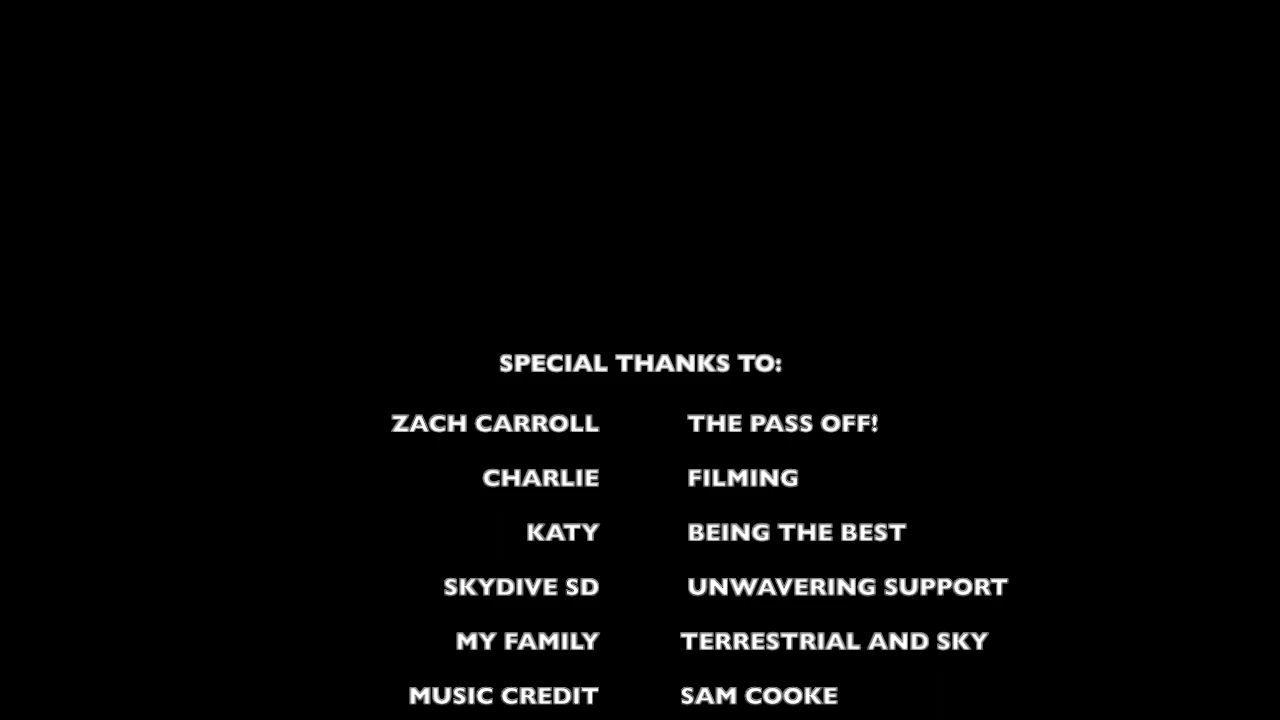 SPECIAL THANKS TO:
ZACH CARROLL THE PASS OFF!
CHARLIE FILMING
KATY BEING THE BEST
SKYDIVE SD UNWAVERING SUPPORT
MY FAMILY TERRESTRIAL AND SKY
MUSIC CREDIT SAM COOKE